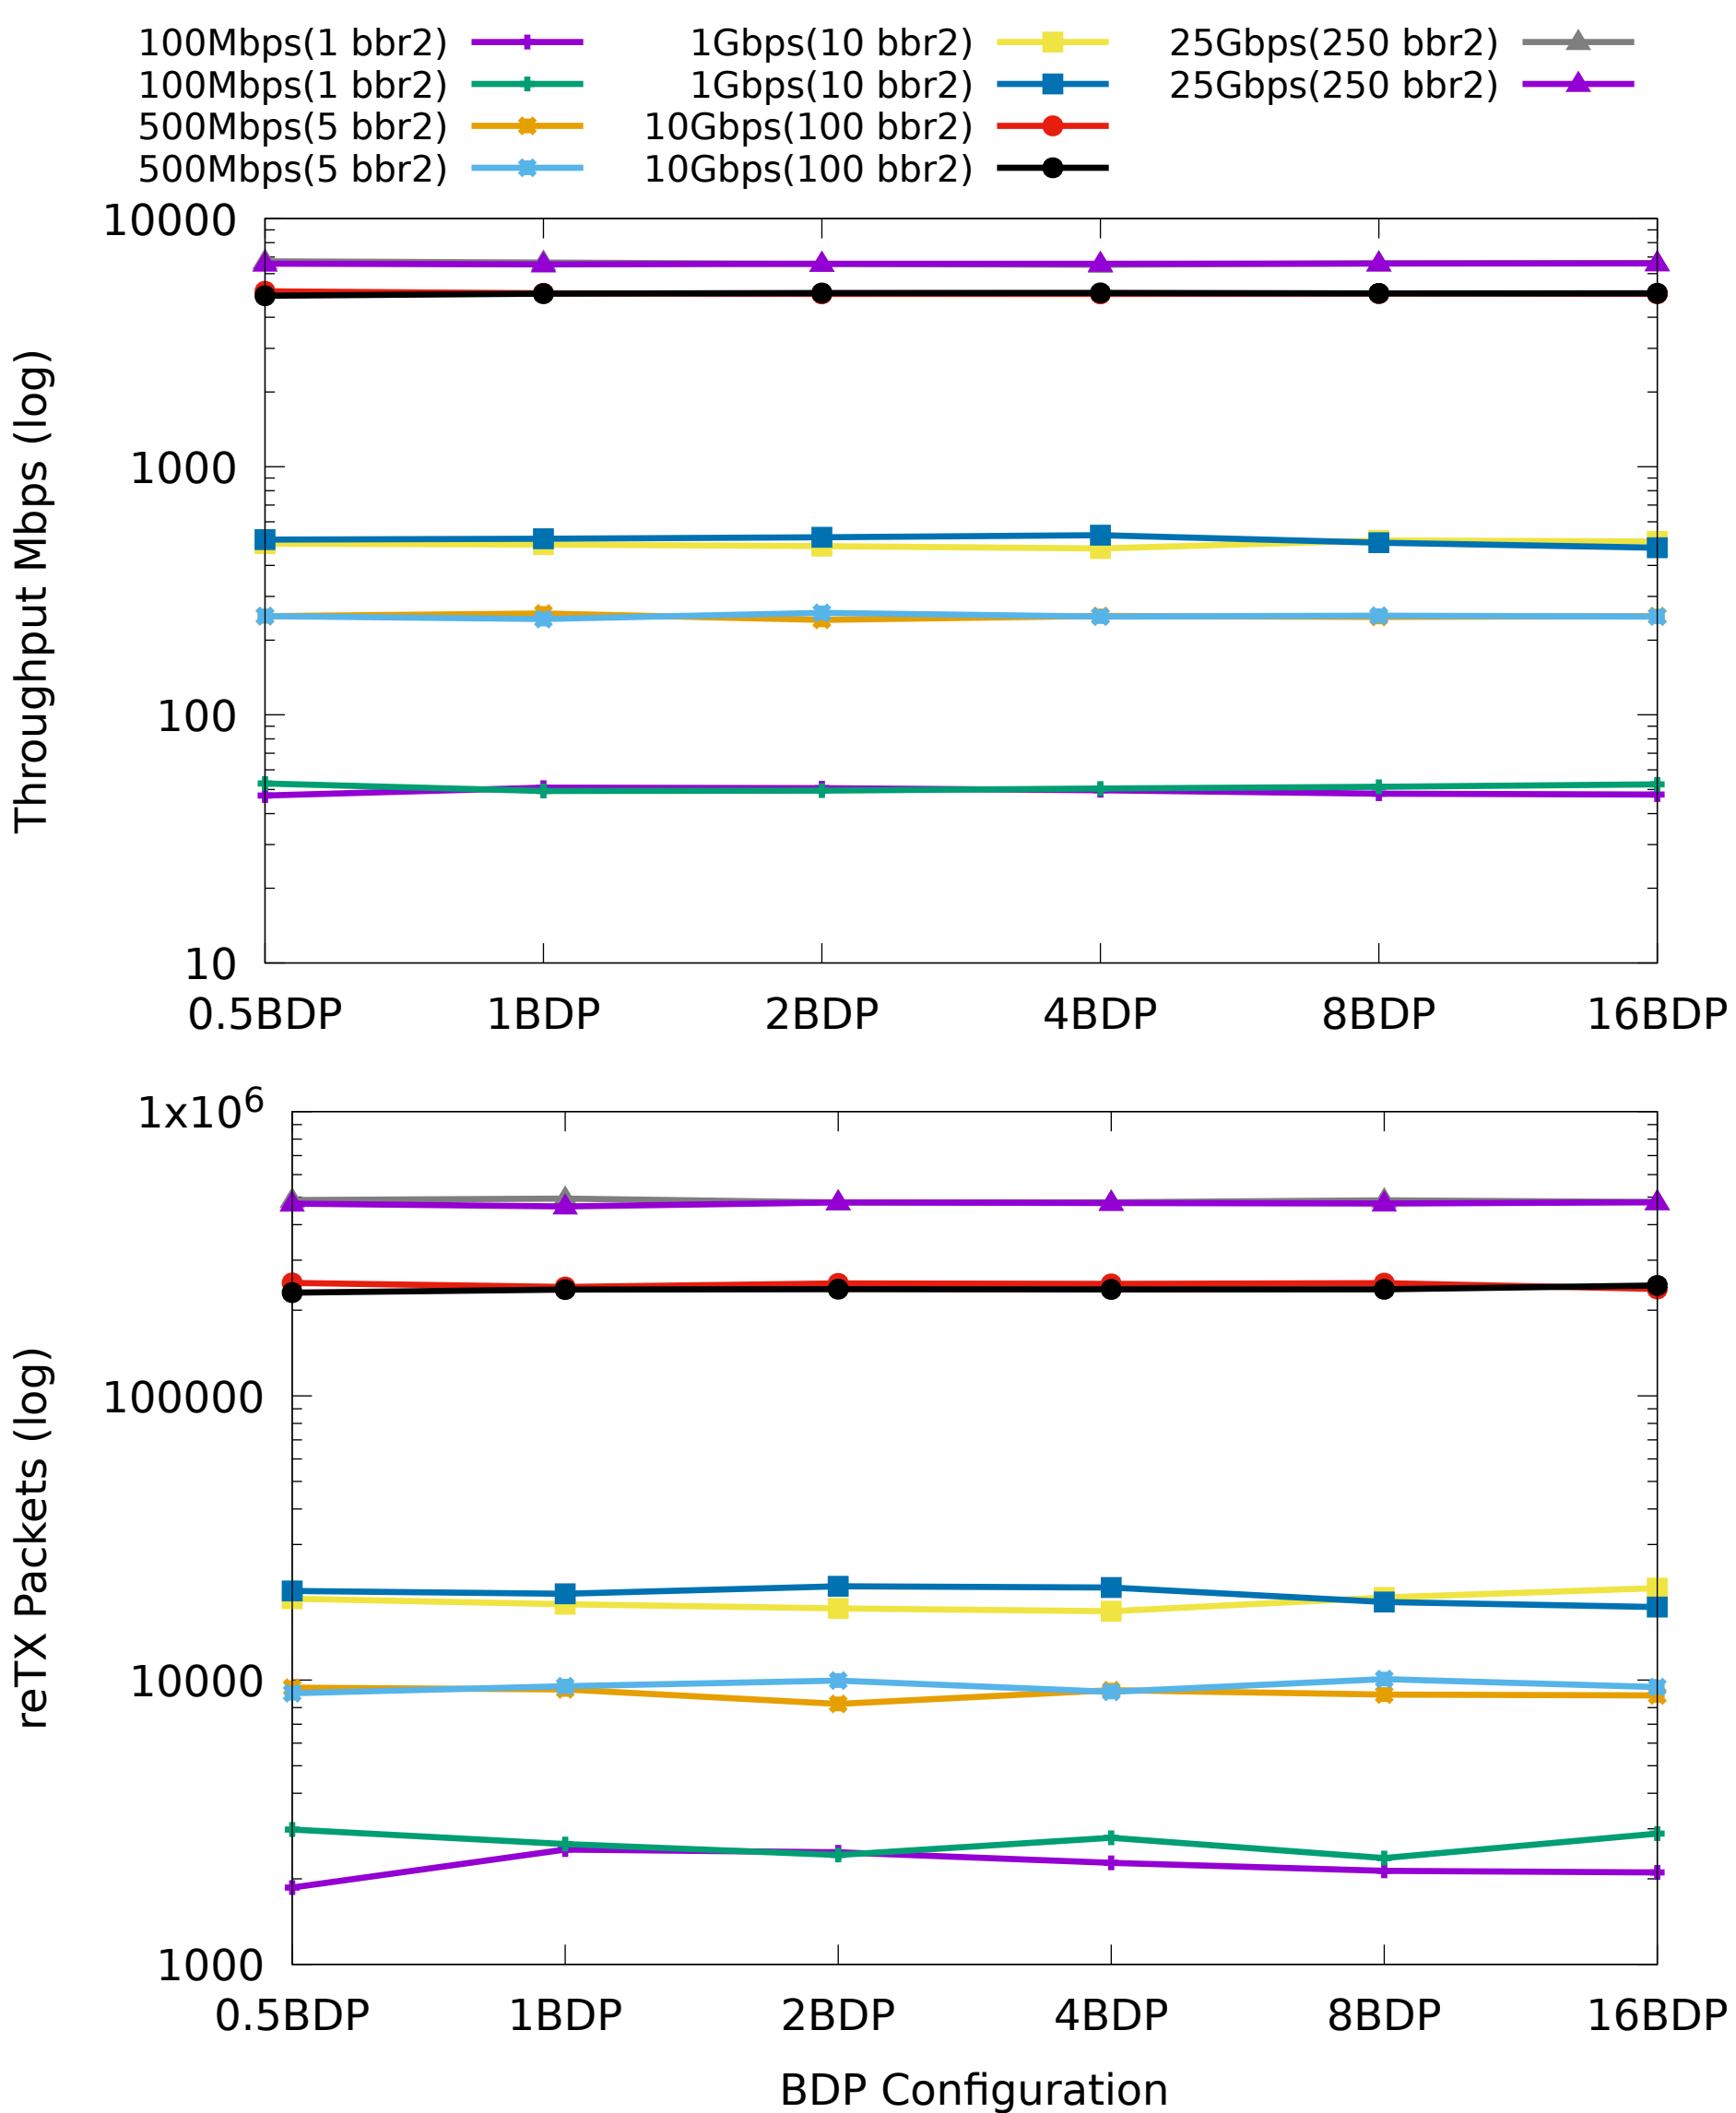 100Mbps(1 bbr2)
100Mbps(1 bbr2)
500Mbps(5 bbr2)
500Mbps(5 bbr2)
1Gbps(10 bbr2)
1Gbps(10 bbr2)
10Gbps(100 bbr2)
10Gbps(100 bbr2)
25Gbps(250 bbr2)
25Gbps(250 bbr2)
Throughput Mbps (log)
10000
1000
100
10
0.5BDP 1BDP 2BDP 4BDP 8BDP 16BDP
reTX Packets (log)
1x10⁶
100000
10000
1000
0.5BDP 1BDP 2BDP 4BDP 8BDP 16BDP
BDP Configuration